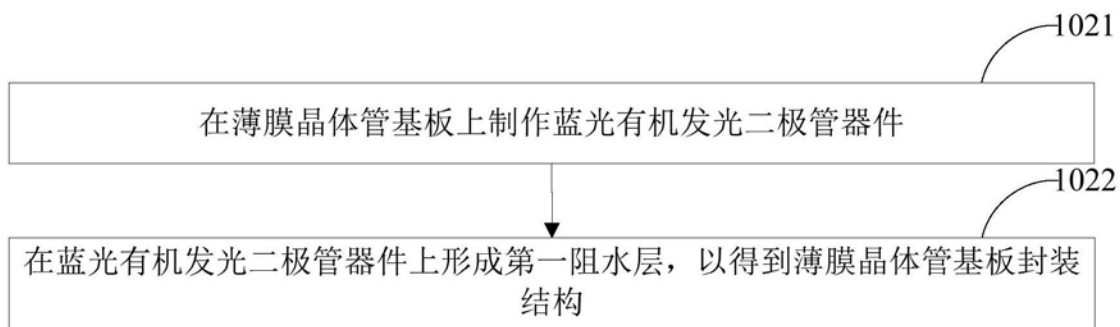 1021
在薄膜晶体管基板上制作蓝光有机发光二极管器件
1022
在蓝光有机发光二极管器件上形成第一阻水层，以得到薄膜晶体管基板封装
结构